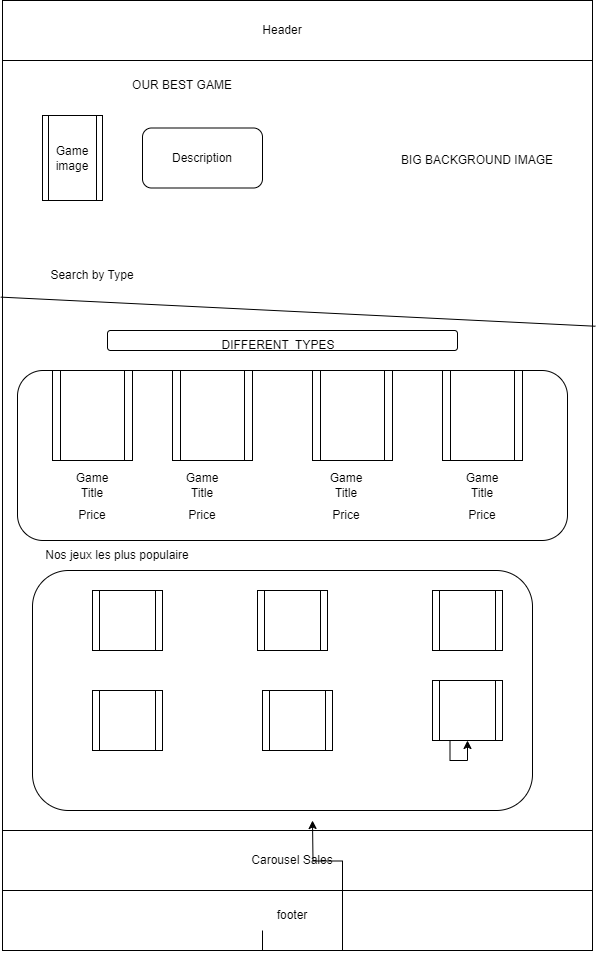 Header
OUR BEST GAME
Game
image
Description
BIG BACKGROUND IMAGE
Search by Type
DIFFERENT TYPES
Game
Title
Price
Game
Title
Price
Game
Title
Price
Game
Title
Price
Nos jeux les plus populaire
Carousel Sales
footer